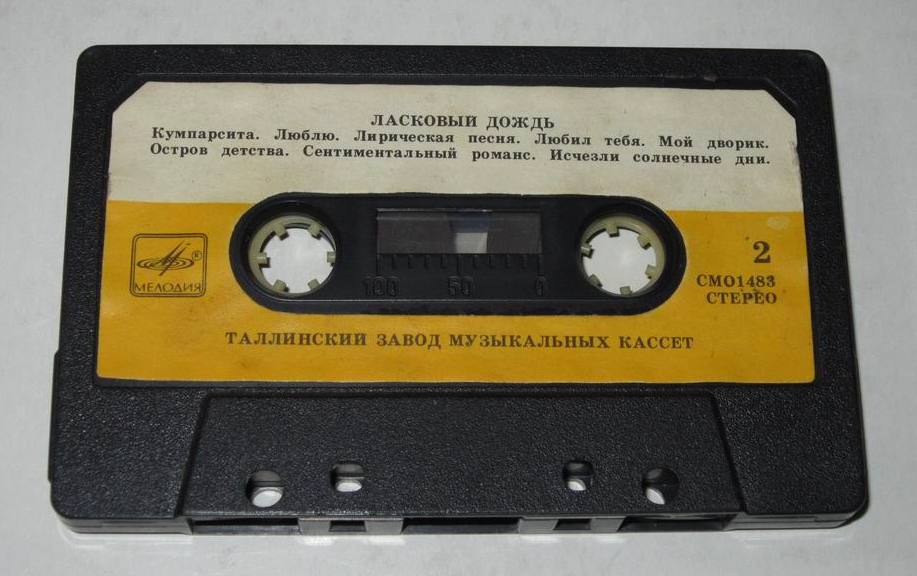 ЛАСКОВЫЙ ДОЖДЬ
Кумпарсита. Люблю. Лирическая песня. Любил тебя. Мой дворик.
Остров детства. Сентиментальный романс. Исчезли солнечные дни.
МЕЛОДИЯ ®
100 50 0
2
СМ01483
СТЕРЕО
ТАЛЛИНСКИЙ ЗАВОД МУЗЫКАЛЬНЫХ КАССЕТ